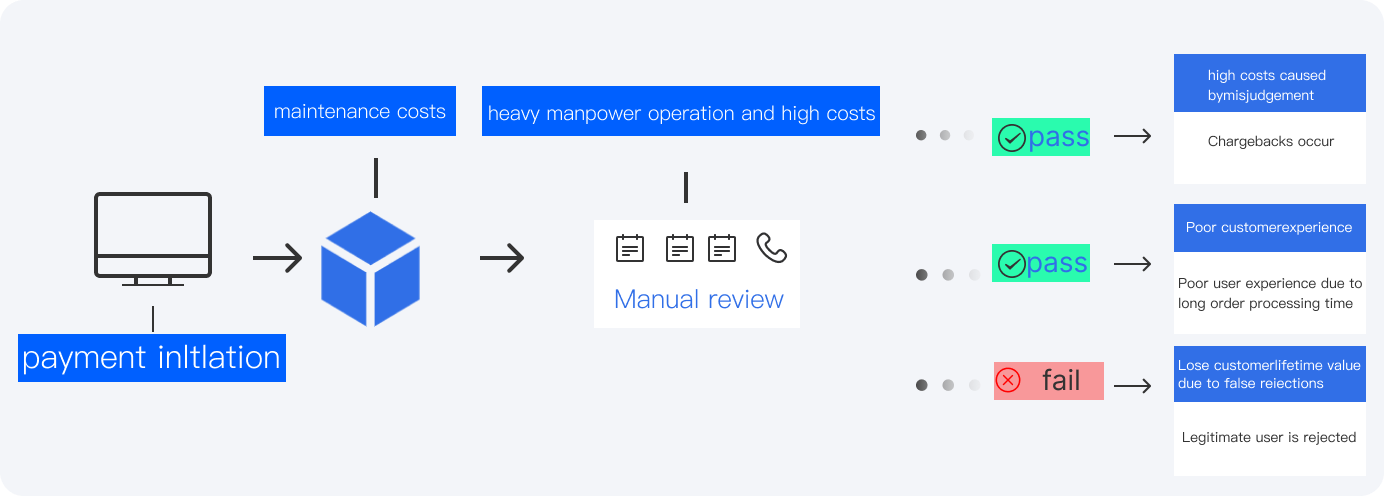 maintenance costs
heavy manpower operation and high costs
payment inItlation
Manual review
pass
high costs caused
bymisjudgement
Chargebacks occur
pass
Poor customerexperience
Poor user experience due to
long order processing time
fail
Lose customerlifetime value
due to false reiections
Legitimate user is rejected